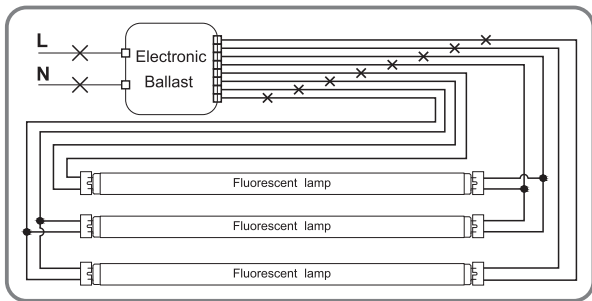 L
N
Electronic
Ballast
Fluorescent lamp
Fluorescent lamp
Fluorescent lamp